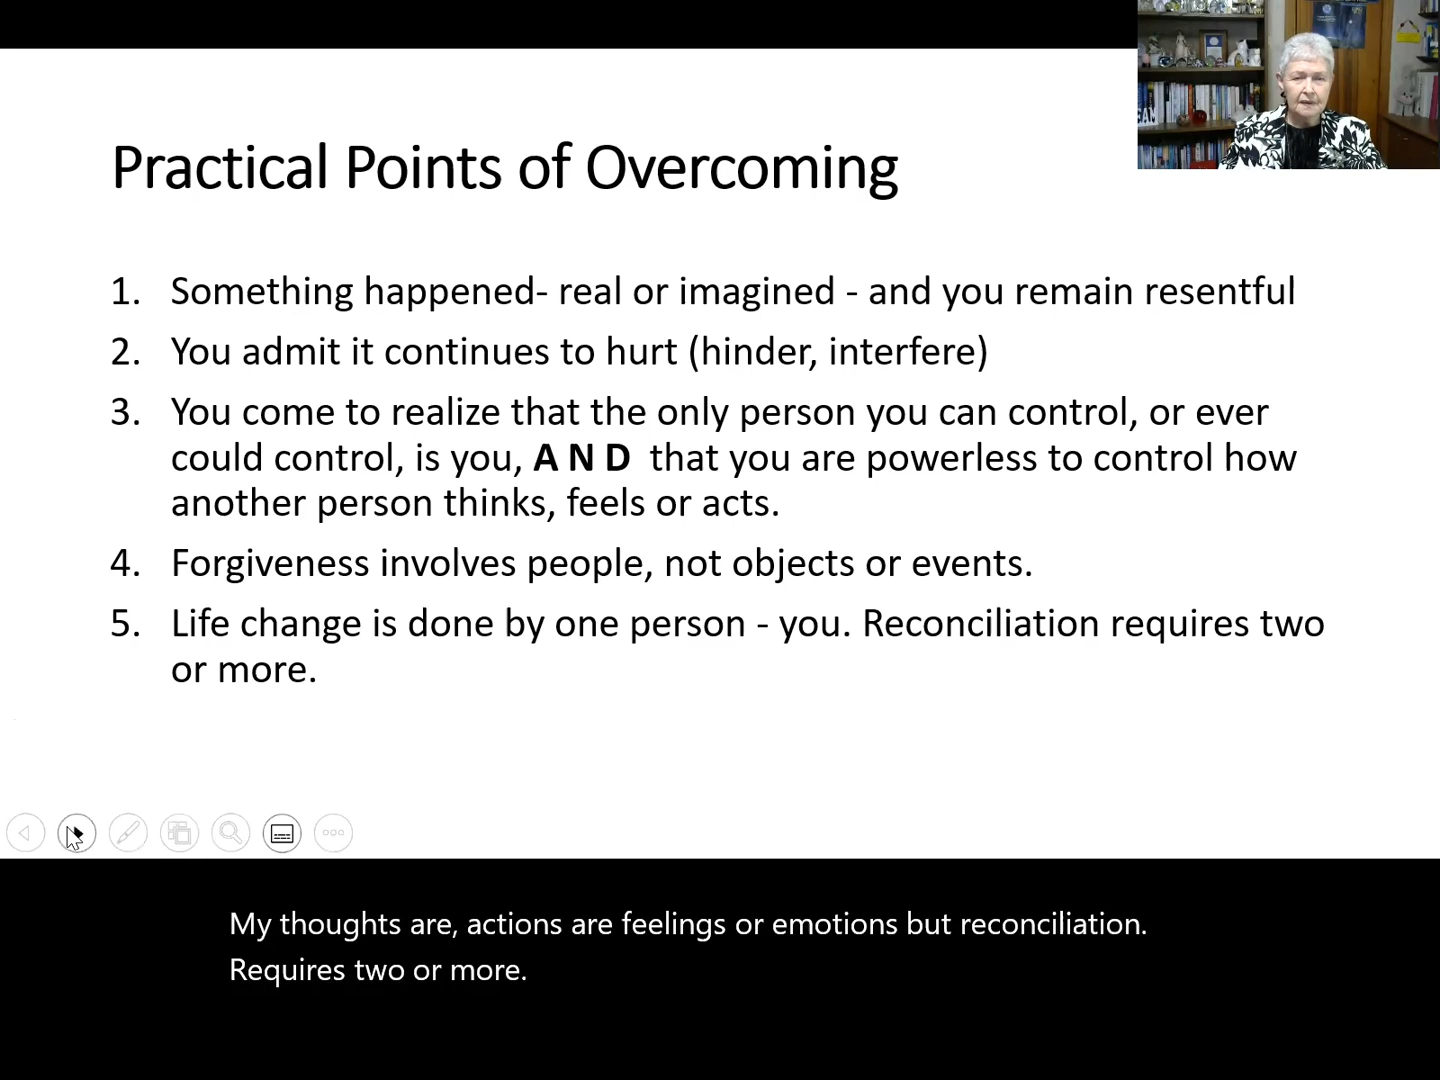 Practical Points of Overcoming
1. Something happened- real or imagined - and you remain resentful
2. You admit it continues to hurt (hinder, interfere)
3. You come to realize that the only person you can control, or ever
could control, is you, A N D that you are powerless to control how
another person thinks, feels or acts.
4. Forgiveness involves people, not objects or events.
5. Life change is done by one person - you. Reconciliation requires two
or more.
My thoughts are, actions are feelings or emotions but reconciliation.
Requires two or more.